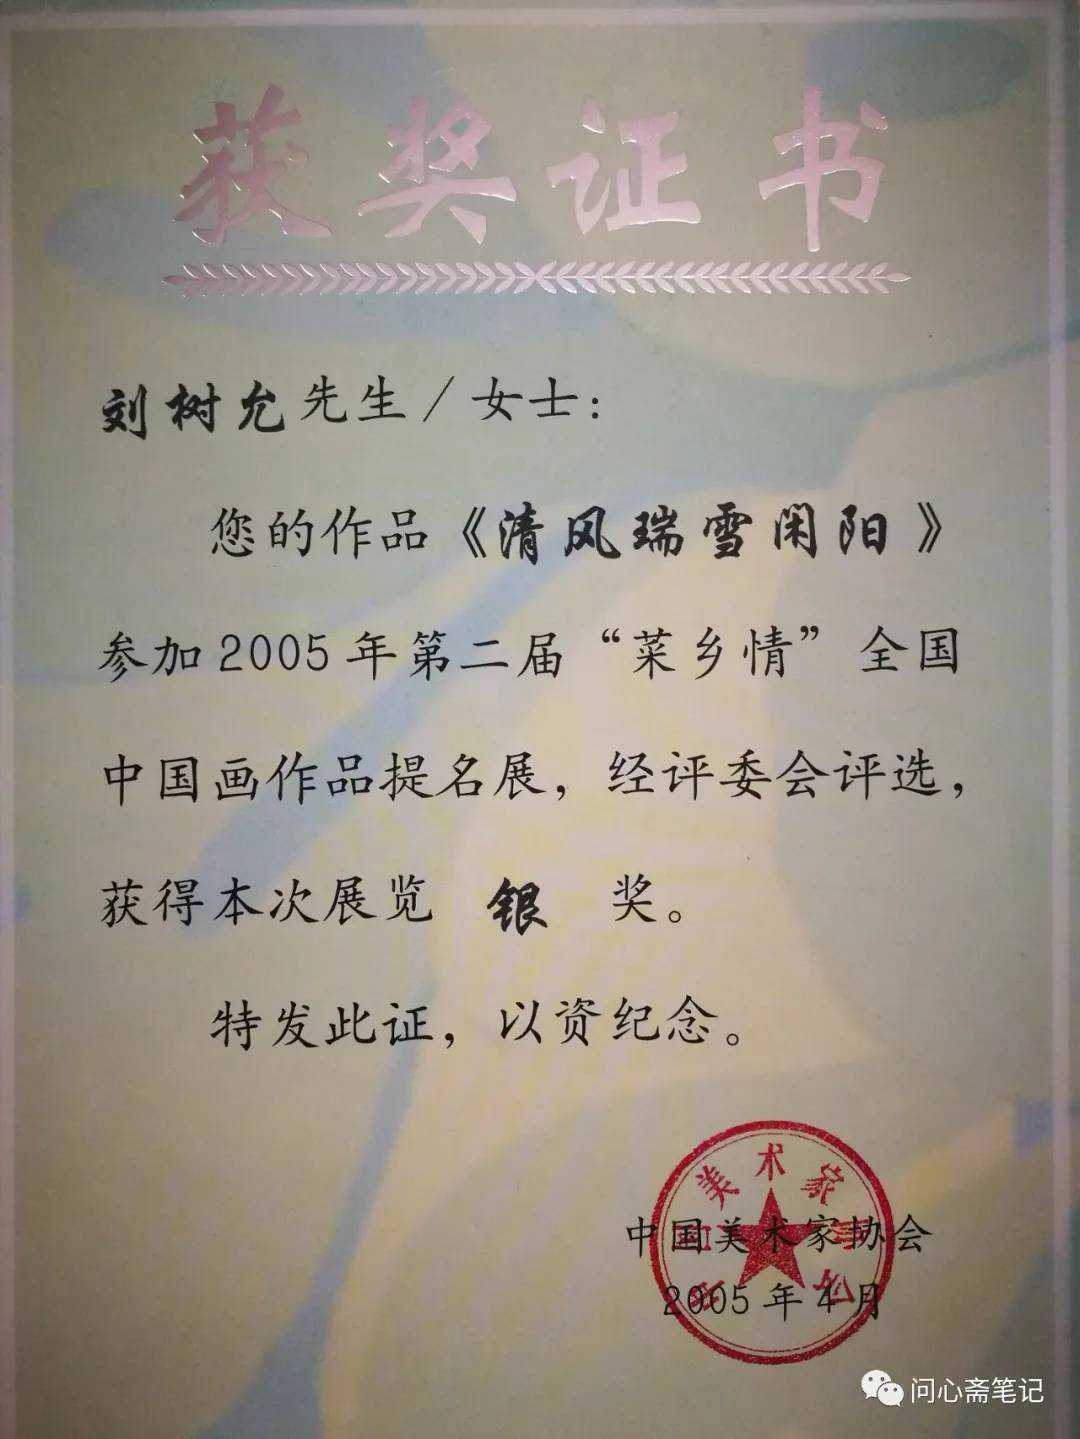 获奖证书
刘树允先生/女士：
您的作品《清风瑞雪闲阳》
参加2005年第二届“菜乡情”全国
中国画作品提名展，经评委会评选，
获得本次展览 银 奖。
特发此证，以资纪念。
中国美术家协会
2005年4月
问心斋笔记